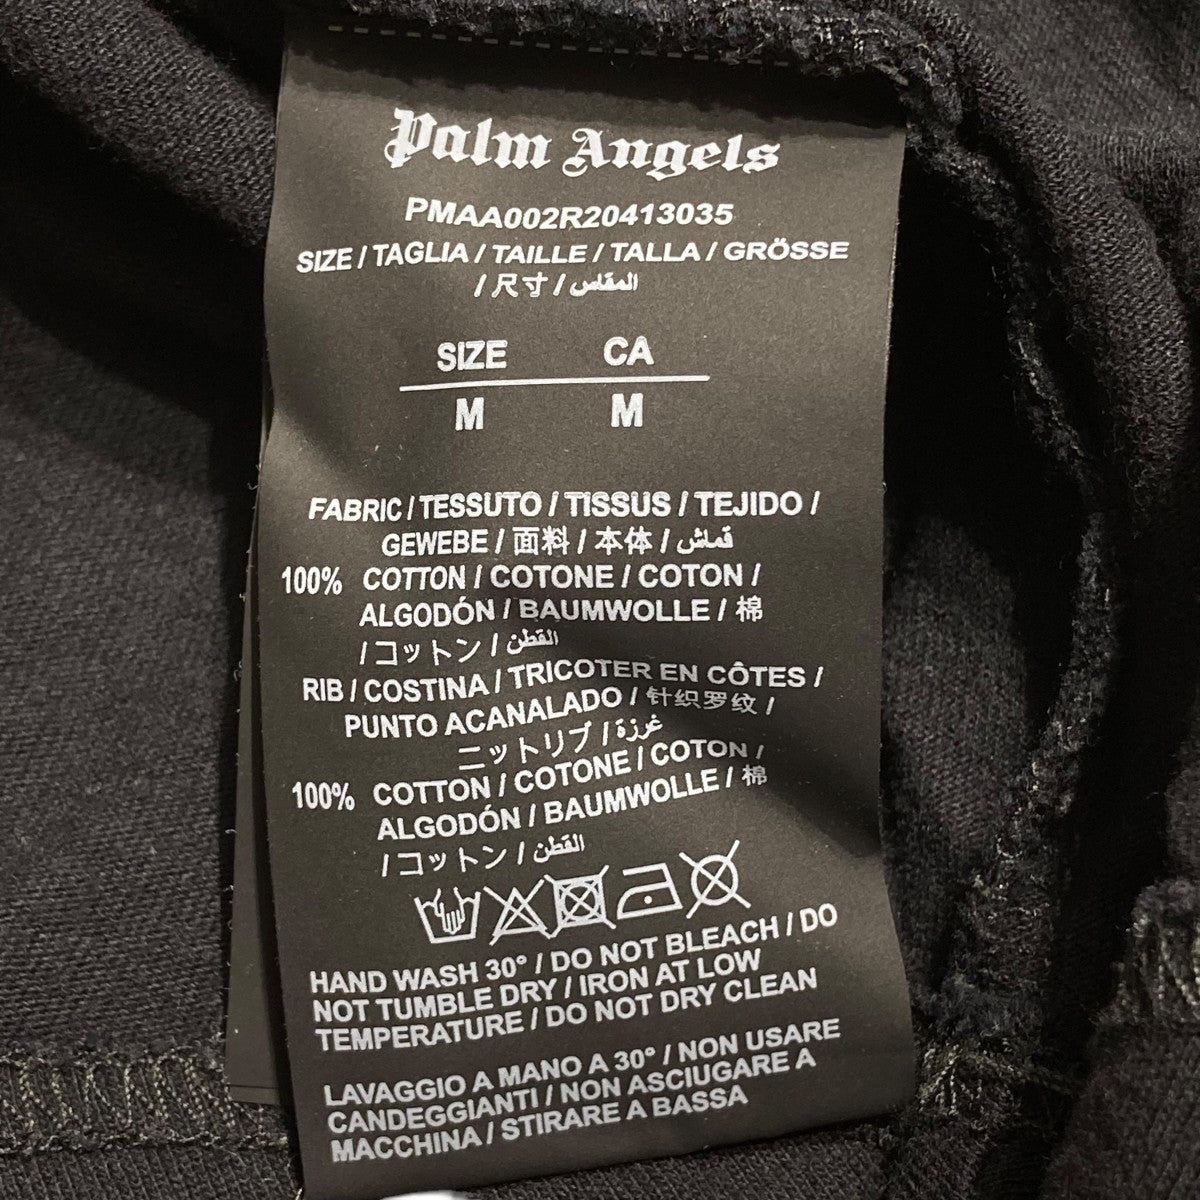 Palm Angels
PMAA002R20413035
SIZE / TAGLIA / TAILLE / TALLA / GRÖSSE
/ 尺寸 / المقاس
SIZE CA
M M
FABRIC / TESSUTO / TISSUS / TEJIDO /
GEWEBE / 面料 / 本体 / قماش
100% COTTON / COTONE / COTON /
ALGODÓN / BAUMWOLLE / 棉
/ コットン / القطن
RIB / COSTINA / TRICOTER EN CÔTES /
PUNTO ACANALADO / 针织罗纹 /
ニットリブ / غرزة
100% COTTON / COTONE / COTON /
ALGODÓN / BAUMWOLLE / 棉
/ コットン / القطن
HAND WASH 30° / DO NOT BLEACH / DO
NOT TUMBLE DRY / IRON AT LOW
TEMPERATURE / DO NOT DRY CLEAN
LAVAGGIO A MANO A 30° / NON USARE
CANDEGGIANTI / NON ASCIUGARE A
MACCHINA / STIRARE A BASSA